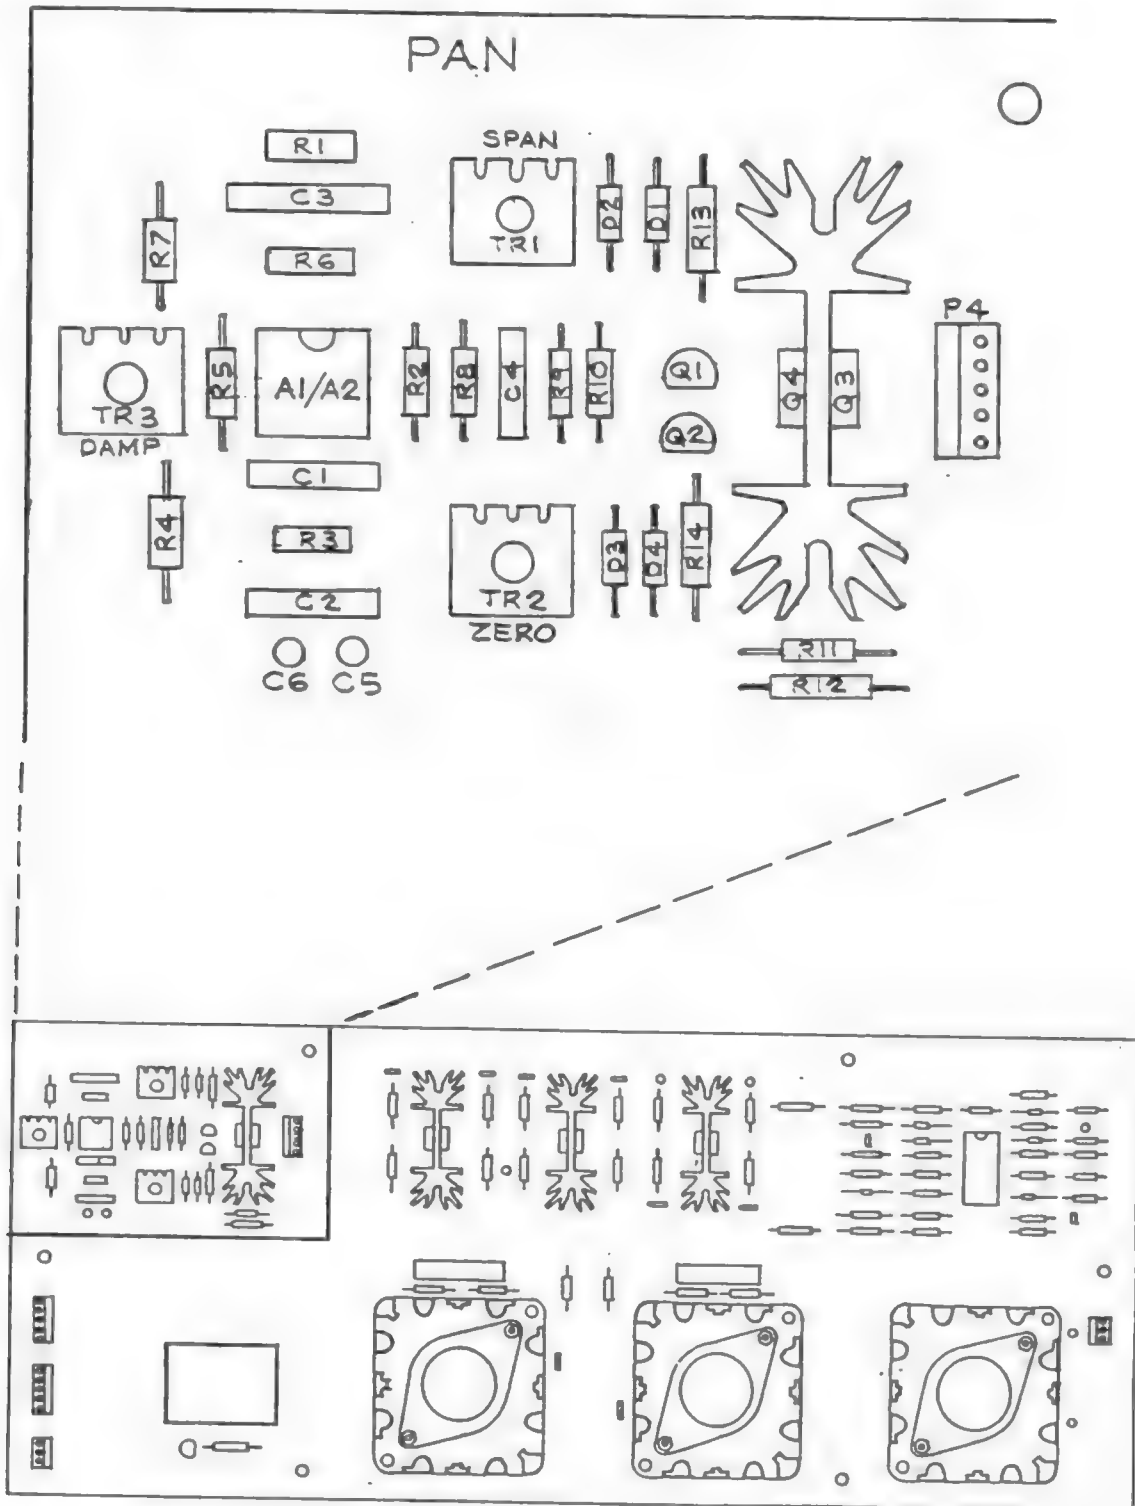 PAN
R1
SPAN
C3
TR1
D2
D1
R13
R7
R6
P4
TR3
DAMP
R5
A1/A2
R2
R8
C4
R9
R10
Q1
Q2
Q4
Q3
C1
R4
R3
C2
TR2
ZERO
D3
D4
R14
C6
C5
R11
R12